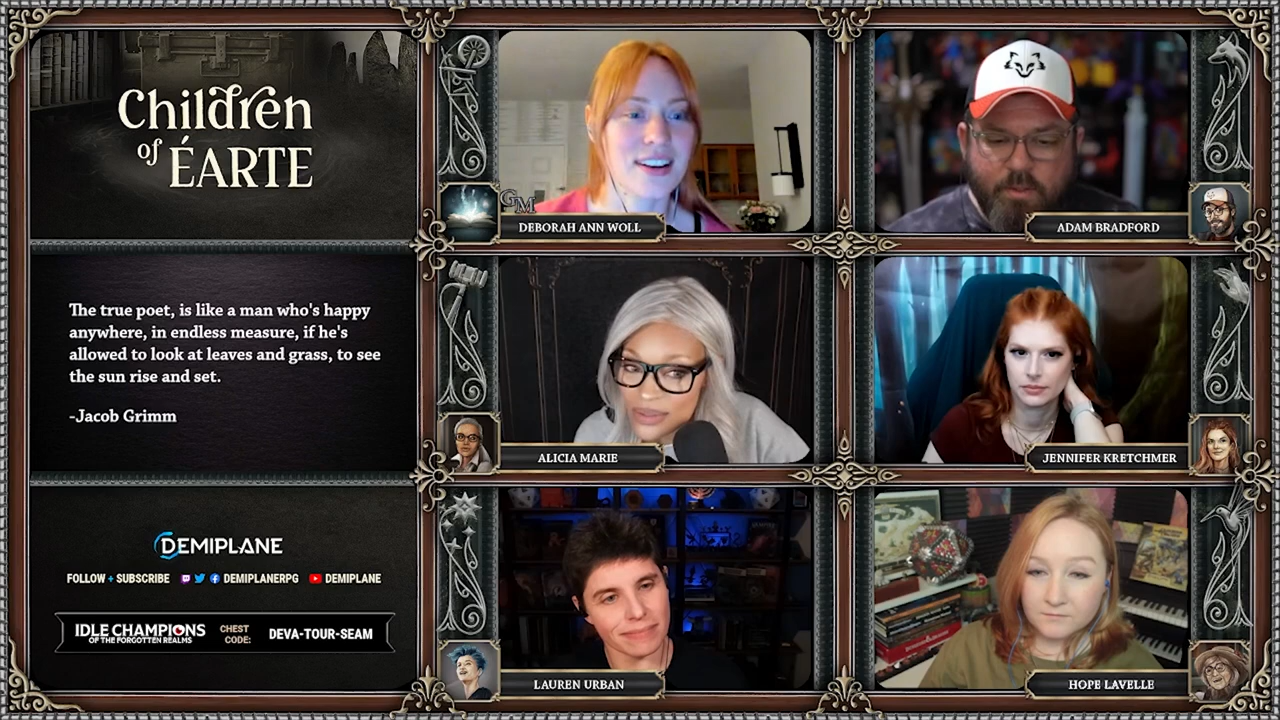 Children
of ÉARTE
The true poet, is like a man who's happy
anywhere, in endless measure, if he's
allowed to look at leaves and grass, to see
the sun rise and set.
-Jacob Grimm
DEMIPLANE
FOLLOW + SUBSCRIBE DEMIPLANERPG DEMIPLANE
IDLE CHAMPIONS
OF THE FORGOTTEN REALMS
CHEST
CODE:
DEVA-TOUR-SEAM
GM
DEBORAH ANN WOLL
ADAM BRADFORD
ALICIA MARIE
JENNIFER KRETCHMER
LAUREN URBAN
HOPE LAVELLE